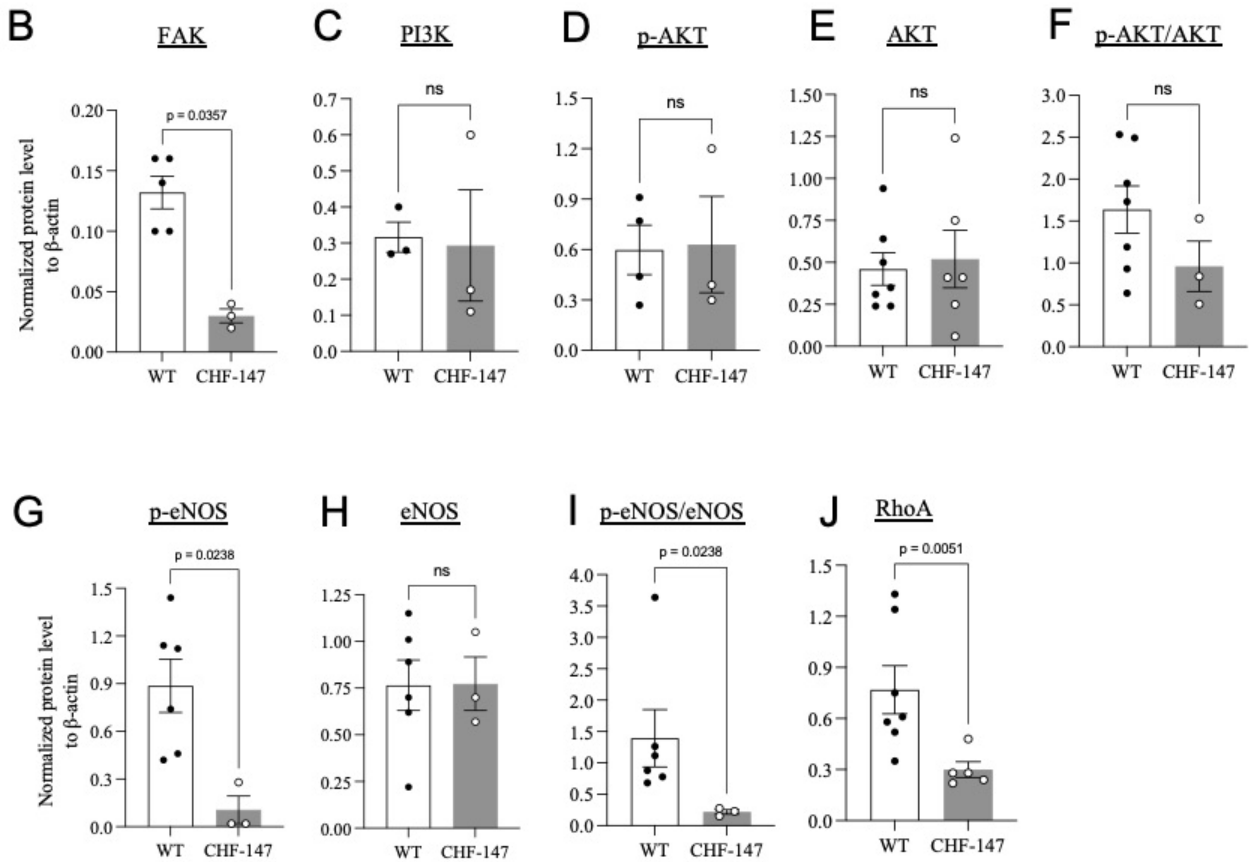 B
FAK
Normalized protein level
to β-actin
0.20
0.15
0.10
0.05
0.00
p = 0.0357
WT
CHF-147
C
PI3K
0.7
0.6
0.5
0.4
0.3
0.2
0.1
0.0
ns
WT
CHF-147
D
p-AKT
1.5
1.2
0.9
0.6
0.3
0.0
ns
WT
CHF-147
E
AKT
1.50
1.25
1.00
0.75
0.50
0.25
0.00
ns
WT
CHF-147
F
p-AKT/AKT
3.0
2.5
2.0
1.5
1.0
0.5
0.0
ns
WT
CHF-147
G
p-eNOS
Normalized protein level
to β-actin
p = 0.0238
1.5
1.2
0.9
0.6
0.3
0.0
WT
CHF-147
H
eNOS
ns
1.25
1.00
0.75
0.50
0.25
0.00
WT
CHF-147
I
p-eNOS/eNOS
p = 0.0238
4.0
3.5
3.0
2.5
2.0
1.5
1.0
0.5
0.0
WT
CHF-147
J
RhoA
p = 0.0051
1.5
1.2
0.9
0.6
0.3
0.0
WT
CHF-147